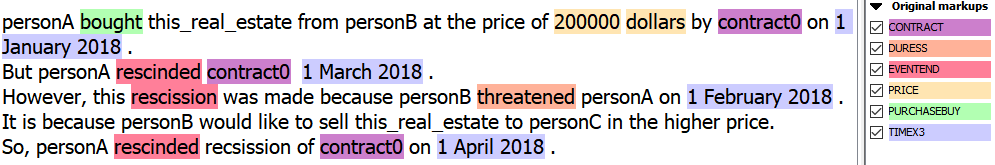 personA bought this_real_estate from personB at the price of 200000 dollars by contract0 on 1
January 2018 .
But personA rescinded contract0 1 March 2018 .
However, this rescission was made because personB threatened personA on 1 February 2018 .
It is because personB would like to sell this_real_estate to personC in the higher price.
So, personA rescinded recsission of contract0 on 1 April 2018 .
Original markups
CONTRACT
DURESS
EVENTEND
PRICE
PURCHASEBUY
TIMEX3